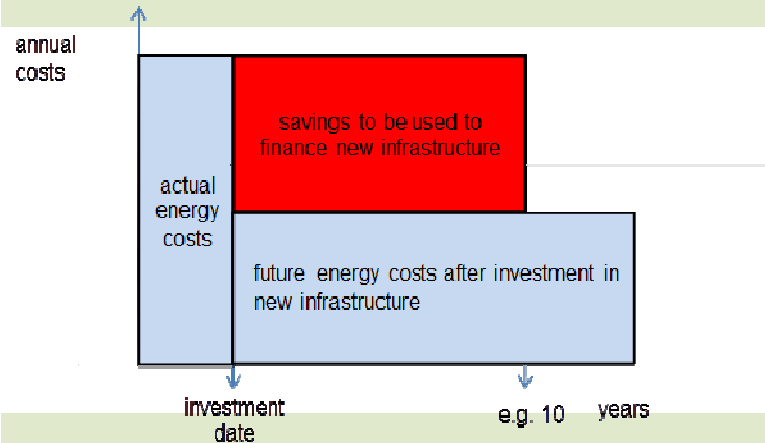 annual
costs
savings to be used to
finance new infrastructure
actual
energy
costs
future energy costs after investment in
new infrastructure
investment
date
e.g. 10
years